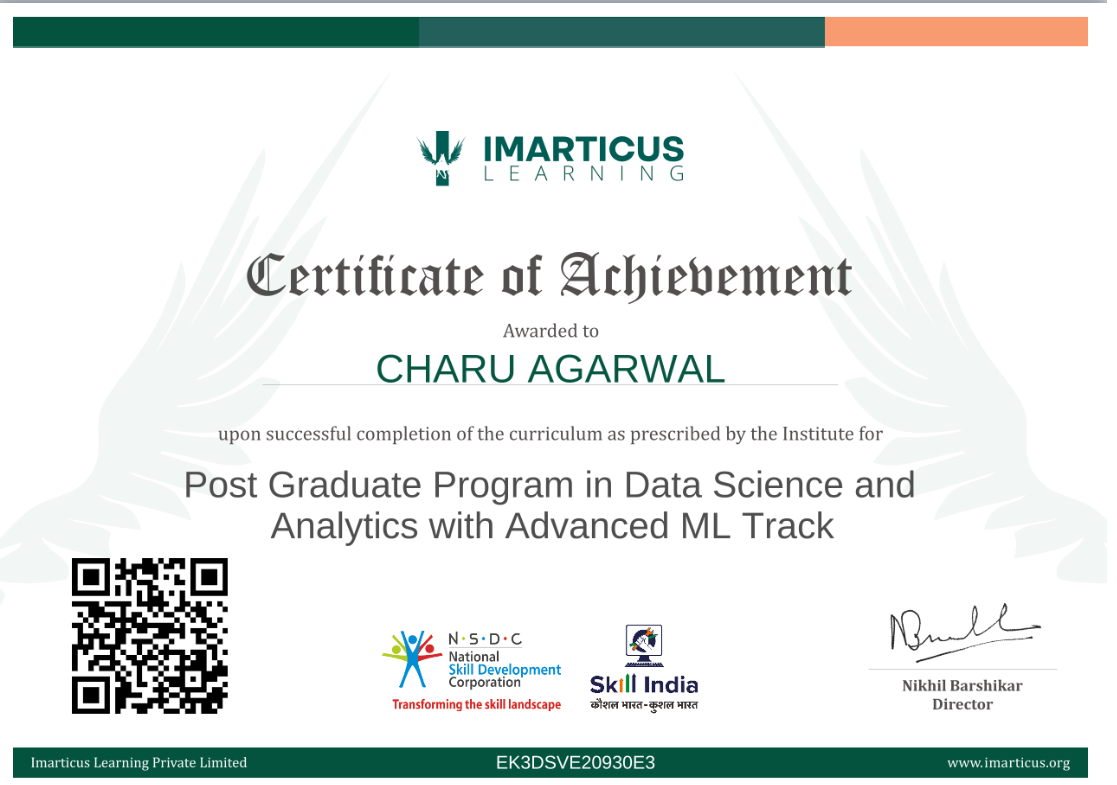 IMARTICUS
LEARNING
Certificate of Achievement
Awarded to
CHARU AGARWAL
upon successful completion of the curriculum as prescribed by the Institute for
Post Graduate Program in Data Science and
Analytics with Advanced ML Track
N·S·D·C
National
Skill Development
Corporation
Transforming the skill landscape
Skill India
कौशल भारत-कुशल भारत
Nikhil Barshikar
Director
Imarticus Learning Private Limited
EK3DSVE20930E3
www.imarticus.org